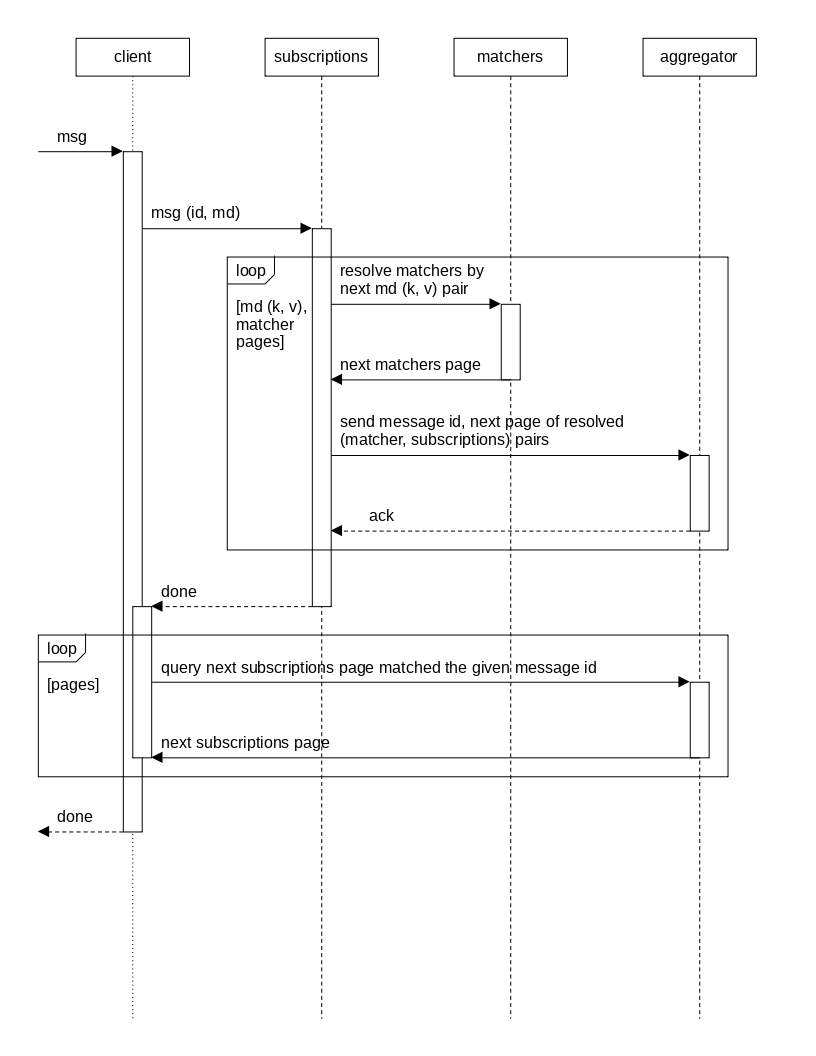 client
subscriptions
matchers
aggregator
msg
msg (id, md)
loop
[md (k, v),
matcher
pages]
resolve matchers by
next md (k, v) pair
next matchers page
send message id, next page of resolved
(matcher, subscriptions) pairs
ack
done
loop
[pages]
query next subscriptions page matched the given message id
next subscriptions page
done